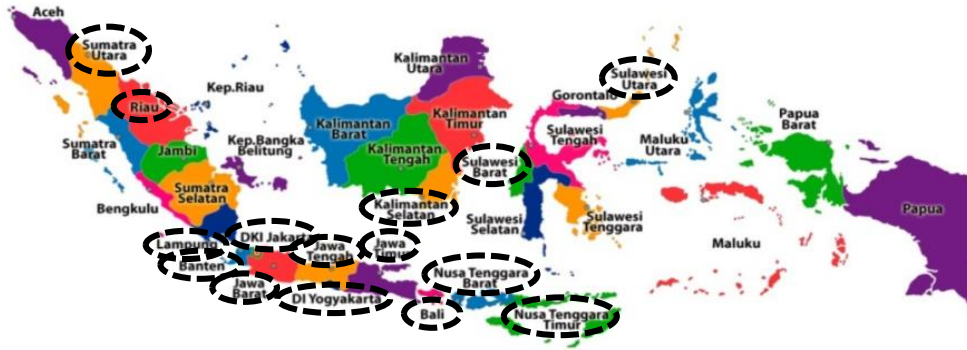 Aceh
Sumatra
Utara
Riau
Kep.Riau
Sumatra
Barat
Jambi
Kep.Bangka
Belitung
Sumatra
Selatan
Bengkulu
Lampung
Banten
DKI Jakarta
Jawa
Barat
Jawa
Tengah
DI Yogyakarta
Jawa
Timur
Bali
Nusa Tenggara
Barat
Nusa Tenggara
Timur
Kalimantan
Utara
Kalimantan
Barat
Kalimantan
Timur
Kalimantan
Tengah
Kalimantan
Selatan
Sulawesi
Utara
Gorontalo
Sulawesi
Tengah
Sulawesi
Barat
Sulawesi
Selatan
Sulawesi
Tenggara
Maluku
Utara
Maluku
Papua
Barat
Papua